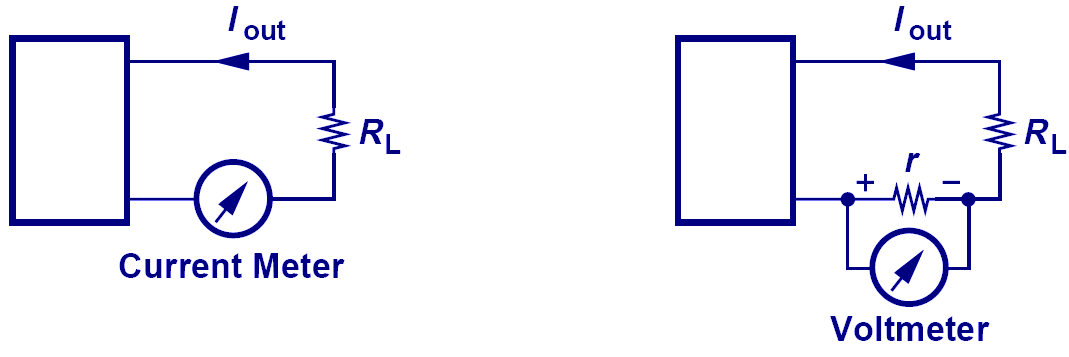 I out
R L
Current Meter
I out
R L
r
+ −
Voltmeter